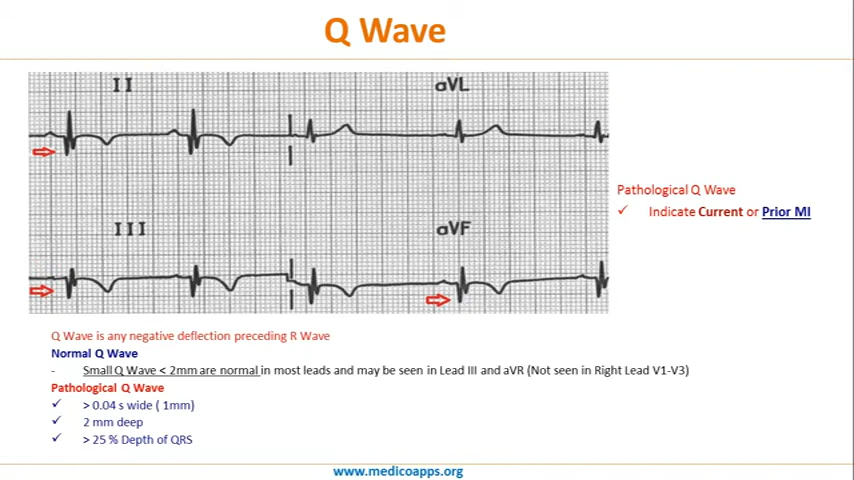 Q Wave
II
aVL
III
aVF
Pathological Q Wave
✓ Indicate Current or Prior MI
Q Wave is any negative deflection preceding R Wave
Normal Q Wave
- Small Q Wave < 2mm are normal in most leads and may be seen in Lead III and aVR (Not seen in Right Lead V1-V3)
Pathological Q Wave
✓ > 0.04 s wide ( 1mm)
✓ 2 mm deep
✓ > 25 % Depth of QRS
www.medicoapps.org